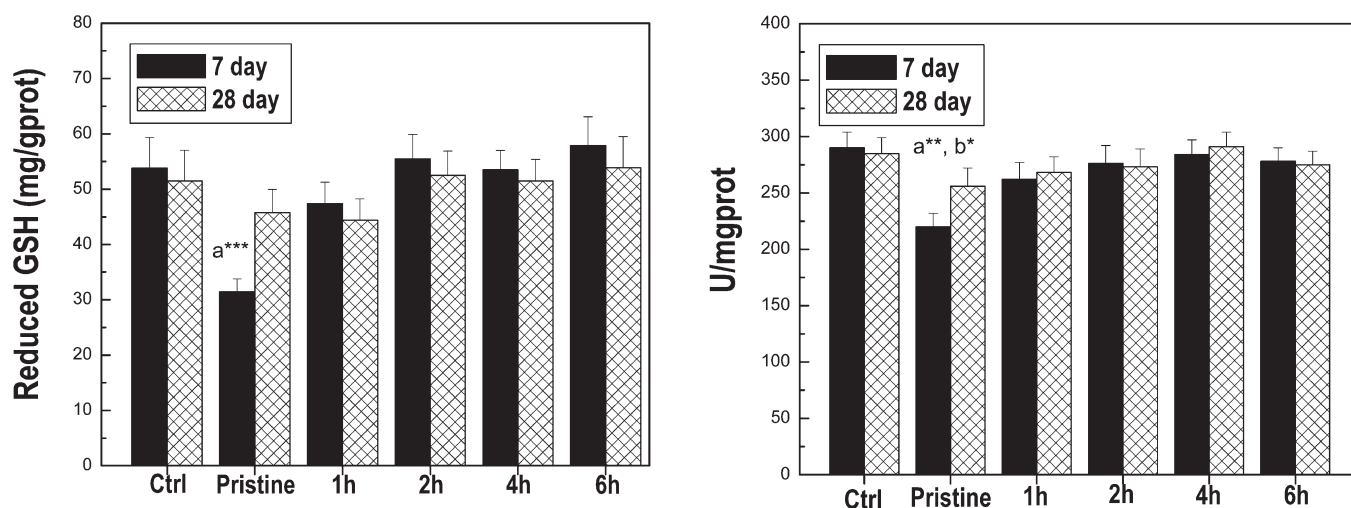 Reduced GSH (mg/gprot)
80
70
60
50
40
30
20
10
0
7 day
28 day
a***
Ctrl Pristine 1h 2h 4h 6h
U/mgprot
400
350
300
250
200
150
100
50
0
7 day
28 day
a**, b*
Ctrl Pristine 1h 2h 4h 6h